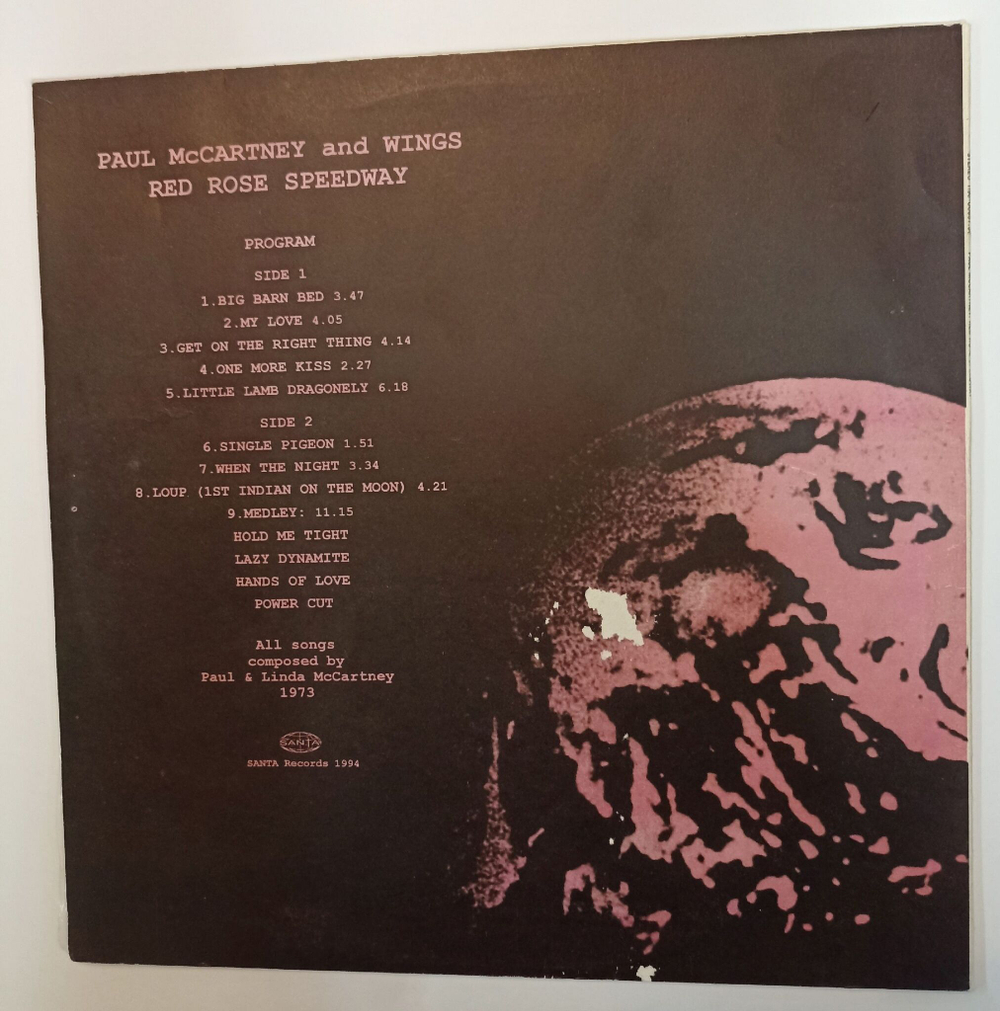 PAUL McCARTNEY and WINGS
RED ROSE SPEEDWAY
PROGRAM
SIDE 1
1.BIG BARN BED 3.47
2.MY LOVE 4.05
3.GET ON THE RIGHT THING 4.14
4.ONE MORE KISS 2.27
5.LITTLE LAMB DRAGONELY 6.18
SIDE 2
6.SINGLE PIGEON 1.51
7.WHEN THE NIGHT 3.34
8.LOUP (1ST INDIAN ON THE MOON) 4.21
9.MEDLEY: 11.15
HOLD ME TIGHT
LAZY DYNAMITE
HANDS OF LOVE
POWER CUT
All songs
composed by
Paul & Linda McCartney
1973
SANTA
SANTA Records 1994